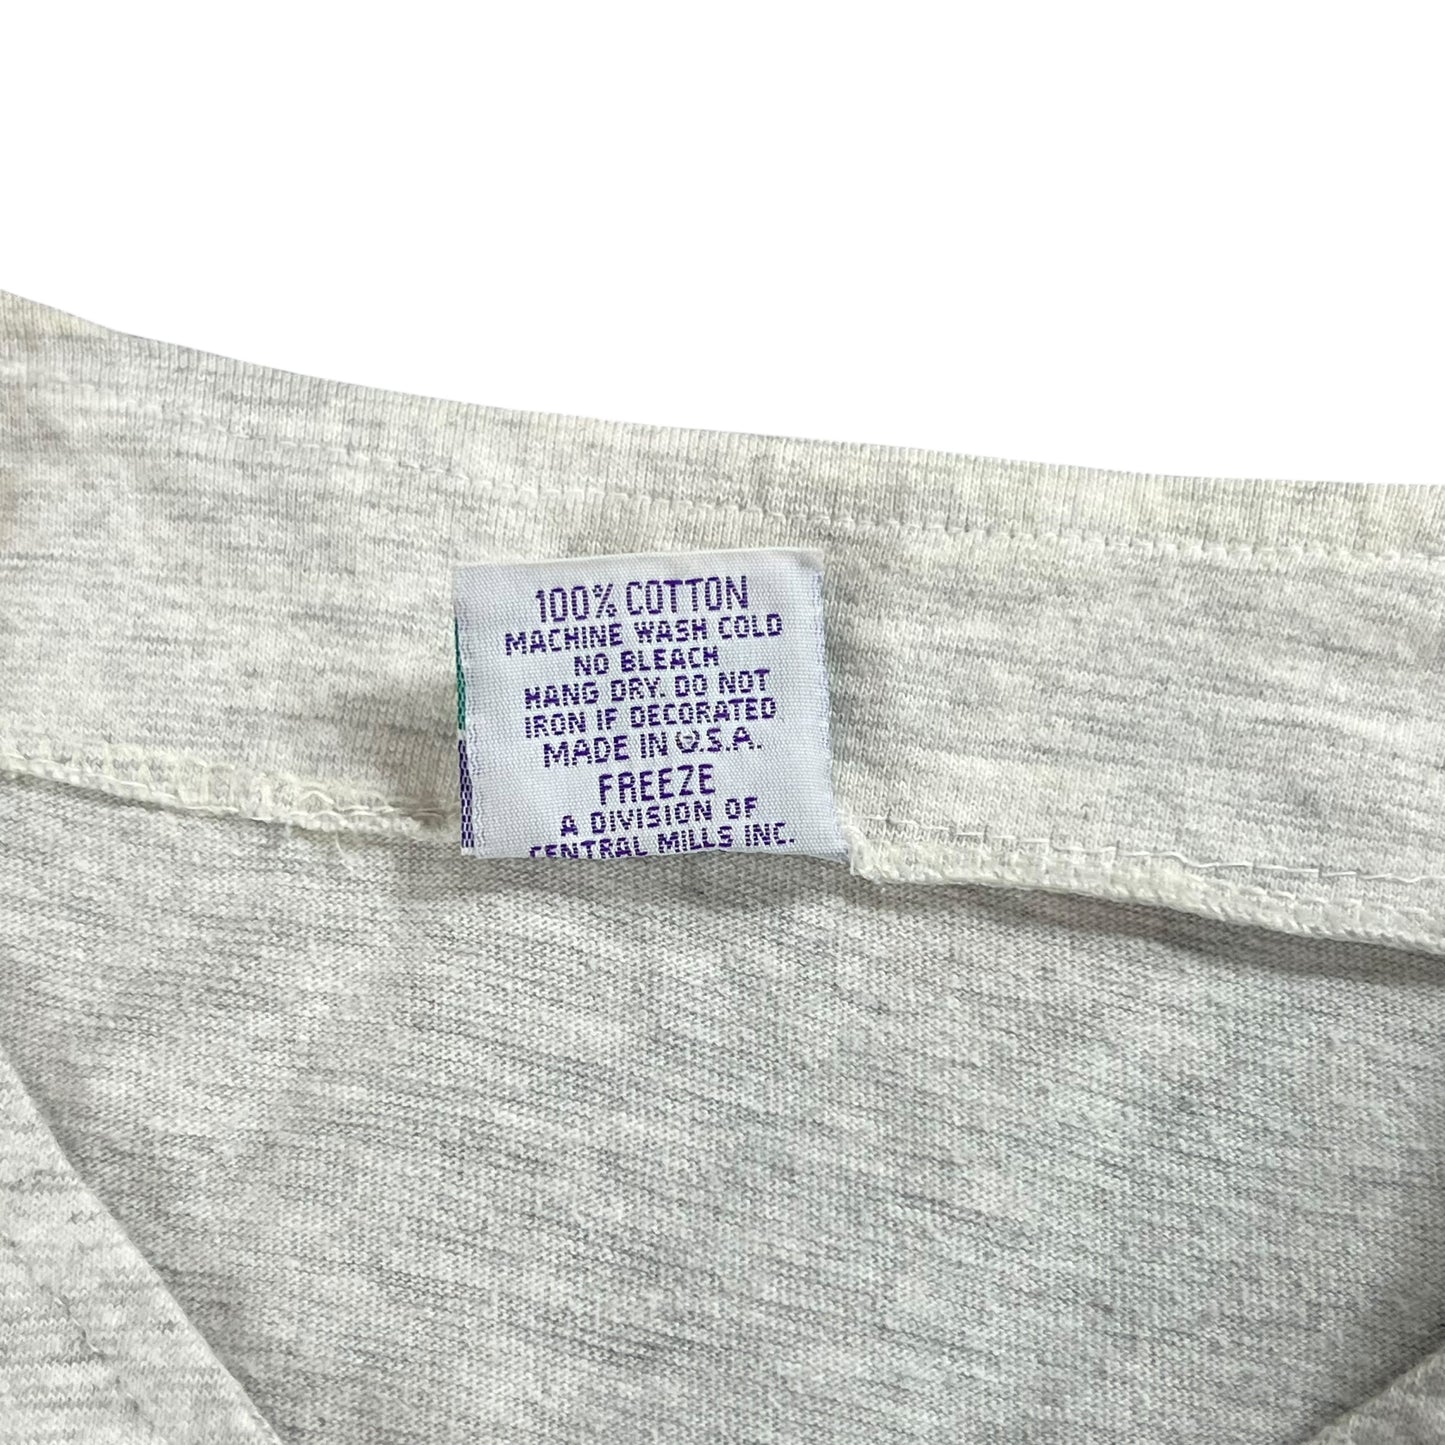 100% COTTON
MACHINE WASH COLD
NO BLEACH
HANG DRY. DO NOT
IRON IF DECORATED
MADE IN U.S.A.
FREEZE
A DIVISION OF
CENTRAL MILLS INC.